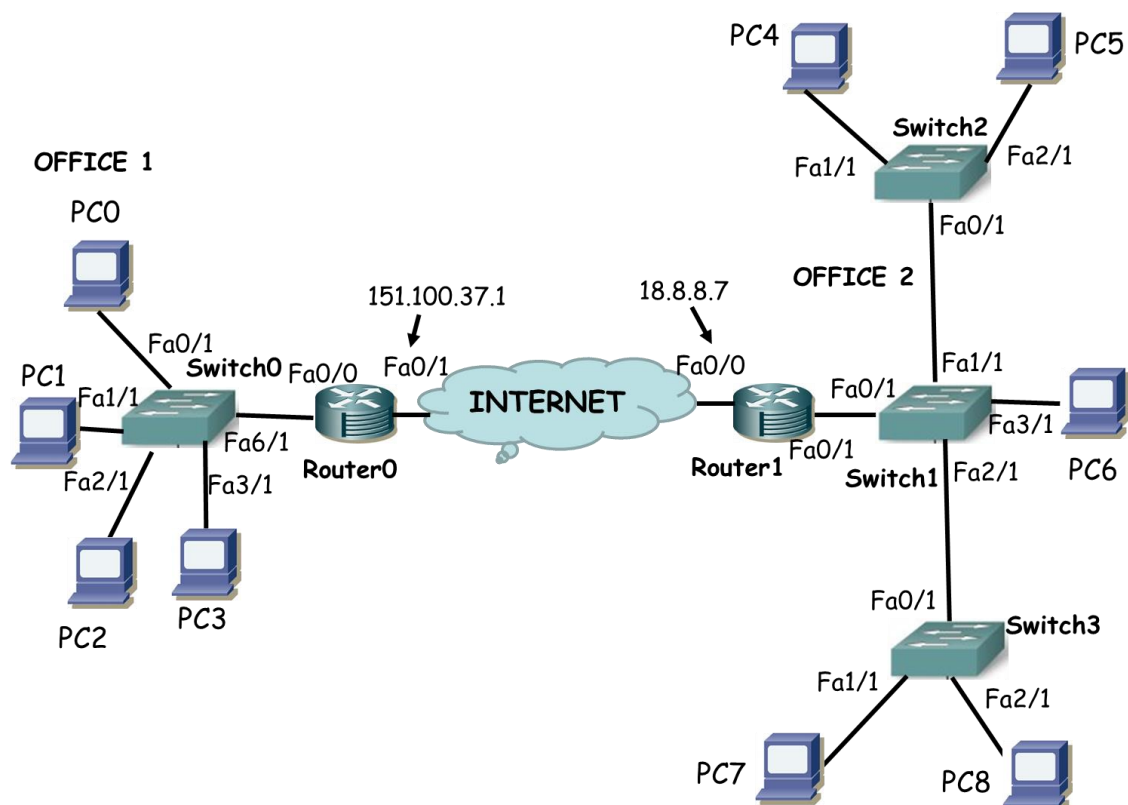 PC4
PC5
Switch2
Fa1/1
Fa2/1
Fa0/1
OFFICE 1
PC0
OFFICE 2
151.100.37.1
18.8.8.7
Fa0/1
Switch0
Fa0/0
Fa0/1
Fa0/0
Fa1/1
PC1
Fa1/1
INTERNET
Fa0/1
Fa3/1
Fa6/1
Fa0/1
Router0
Router1
Switch1
Fa2/1
PC6
Fa2/1
Fa3/1
PC2
PC3
Fa0/1
Switch3
Fa1/1
Fa2/1
PC7
PC8